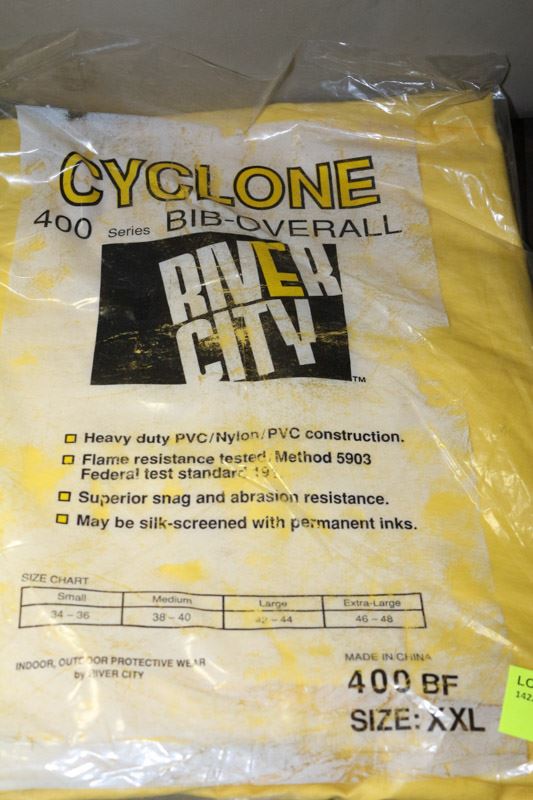 CYCLONE
400 Series BIB-OVERALL
RIVER
CITY
TM
Heavy duty PVC/Nylon/PVC construction.
Flame resistance tested. Method 5903
Federal test standard 191
Superior snag and abrasion resistance.
May be silk-screened with permanent inks.
SIZE CHART
Small Medium Large Extra-Large
34 – 36 38 – 40 42 – 44 46 – 48
INDOOR, OUTDOOR PROTECTIVE WEAR
by RIVER CITY
MADE IN CHINA
400 BF
SIZE: XXL